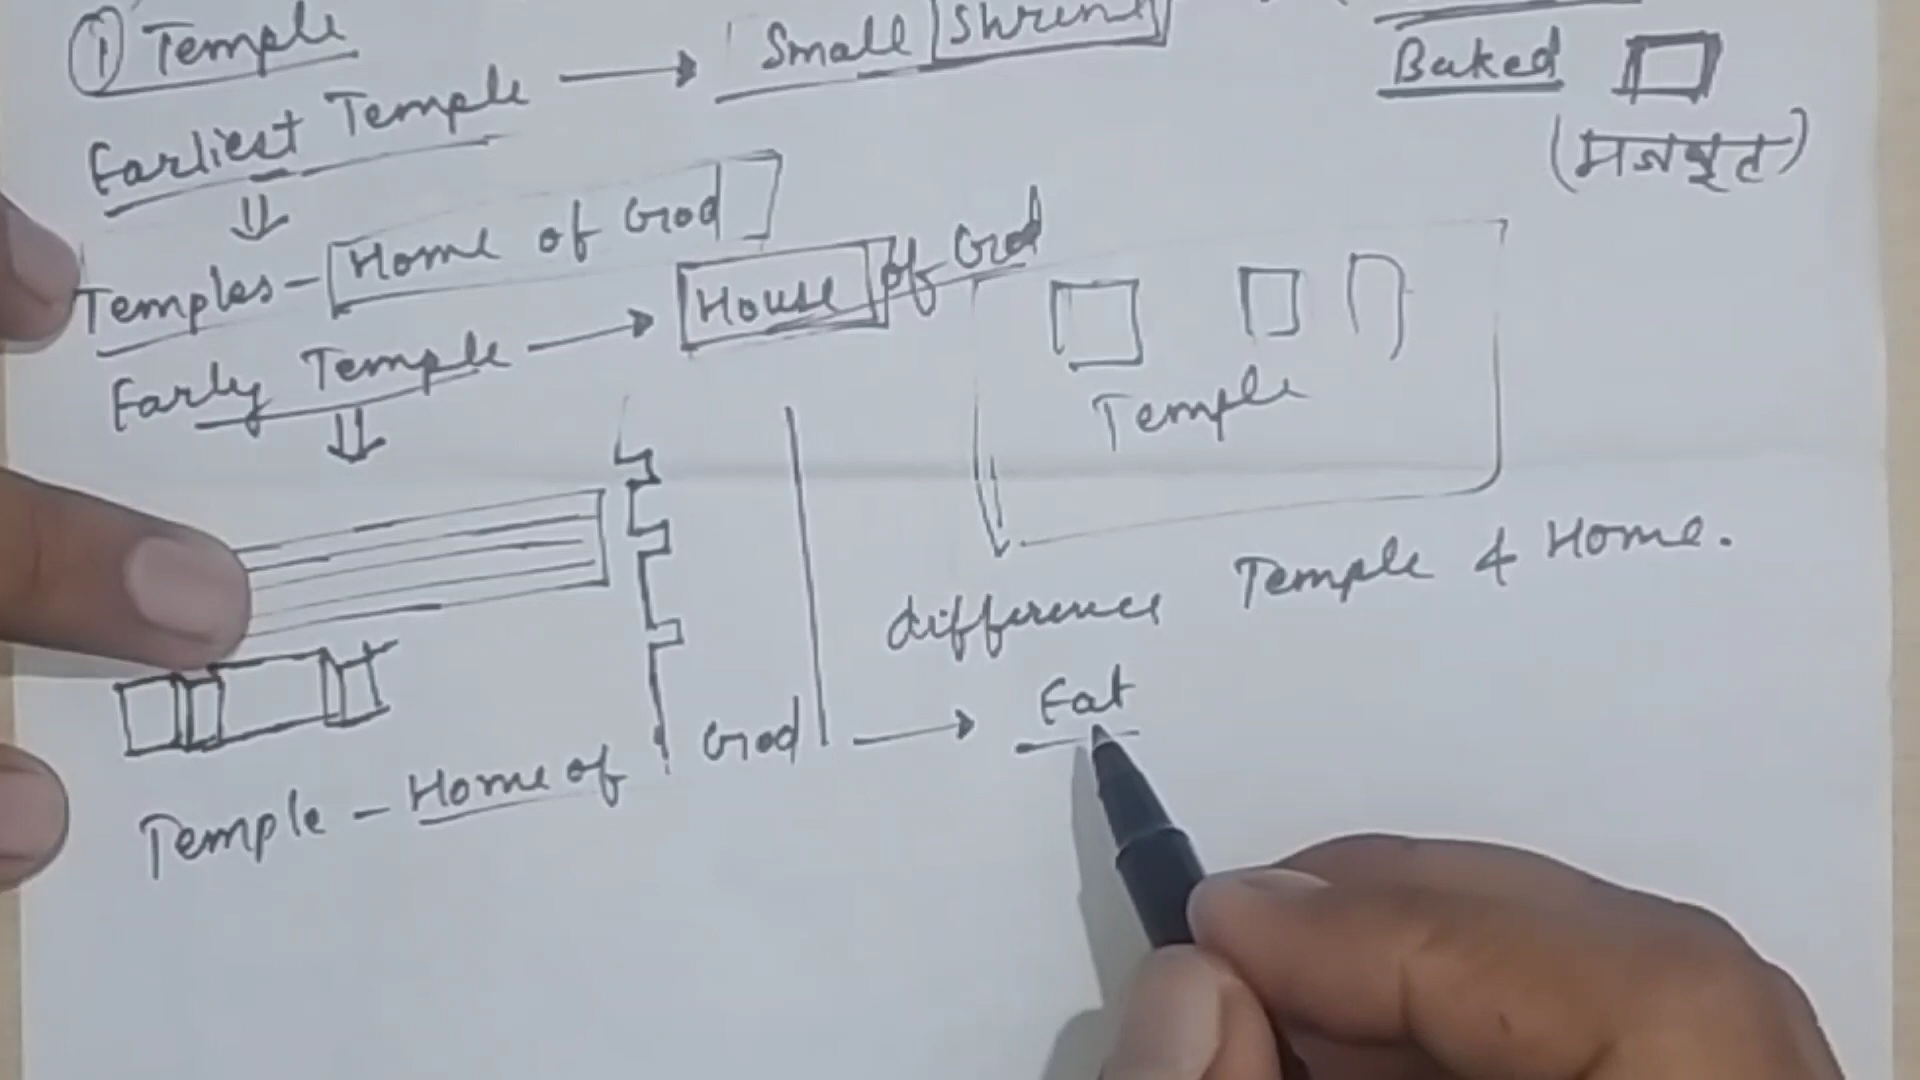 ① Temple
Earliest Temple → Small Shrine
Baked
(मजबूत)
Temples - Home of God
Early Temple → House of God
Temple
difference Temple & Home.
Temple - Home of God → Eat